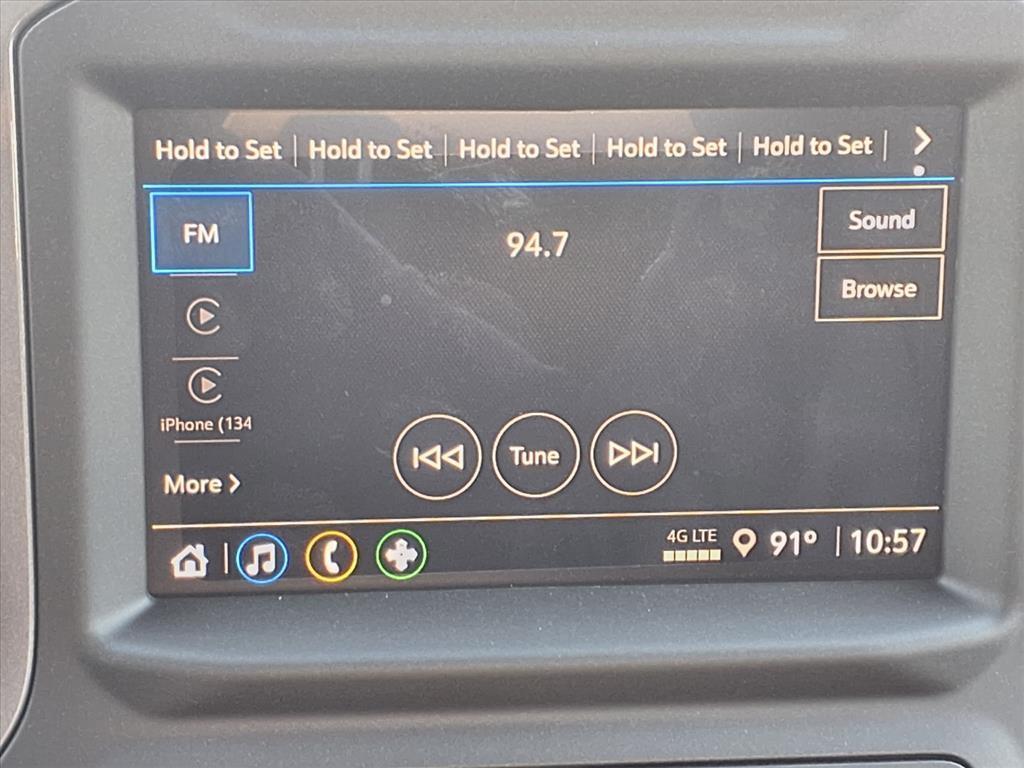 Hold to Set Hold to Set Hold to Set Hold to Set Hold to Set
FM
94.7
Sound
Browse
iPhone (134
Tune
More
4G LTE
91° 10:57